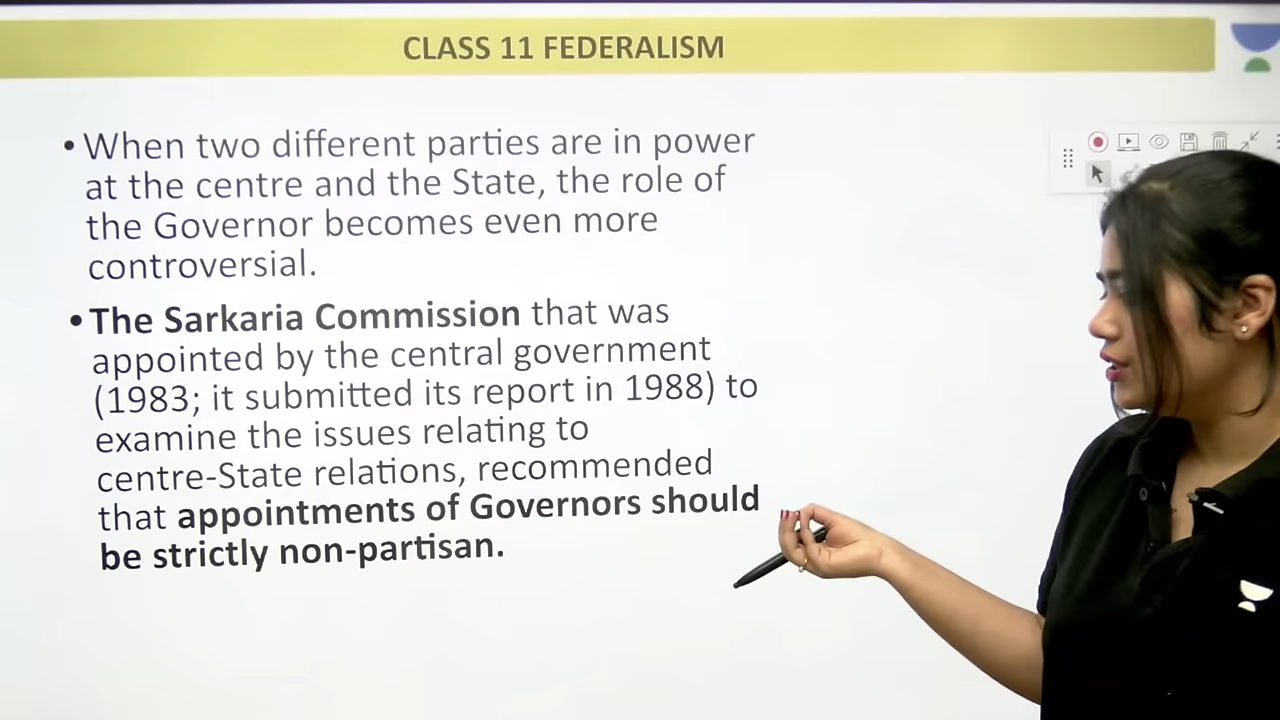 CLASS 11 FEDERALISM
• When two different parties are in power
at the centre and the State, the role of
the Governor becomes even more
controversial.
• The Sarkaria Commission that was
appointed by the central government
(1983; it submitted its report in 1988) to
examine the issues relating to
centre-State relations, recommended
that appointments of Governors should
be strictly non-partisan.